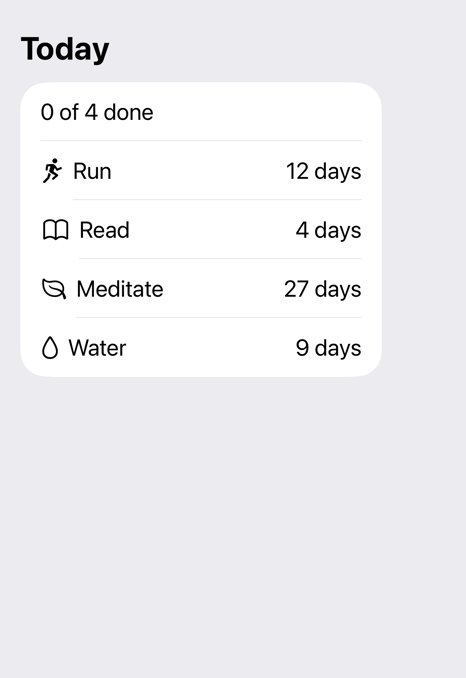 Today
0 of 4 done
Run 12 days
Read 4 days
Meditate 27 days
Water 9 days